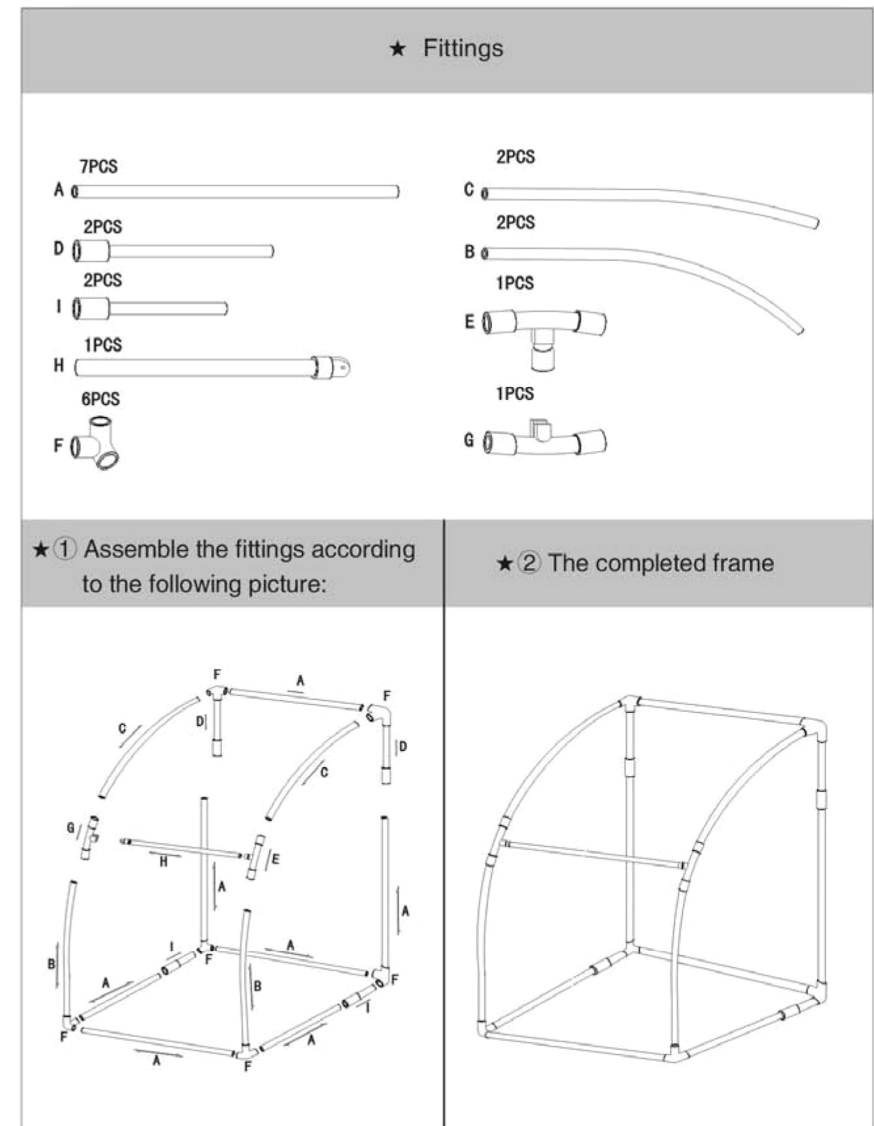 ★ Fittings
7PCS
A
2PCS
D
2PCS
I
1PCS
H
6PCS
F
2PCS
C
2PCS
B
1PCS
E
1PCS
G
★① Assemble the fittings according
to the following picture:
★② The completed frame
F
A
F
C
D
D
C
G
H
E
A
A
B
I
F
A
F
A
B
I
F
A
A
F